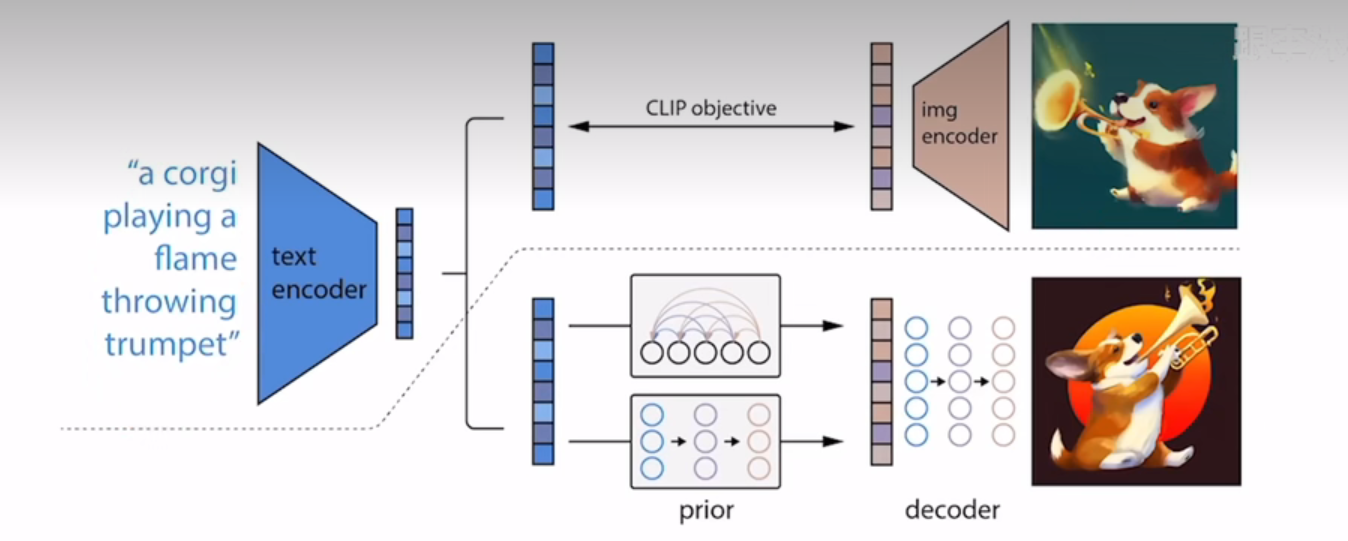 “a corgi
playing a
flame
throwing
trumpet”
text
encoder
CLIP objective
img
encoder
prior
decoder